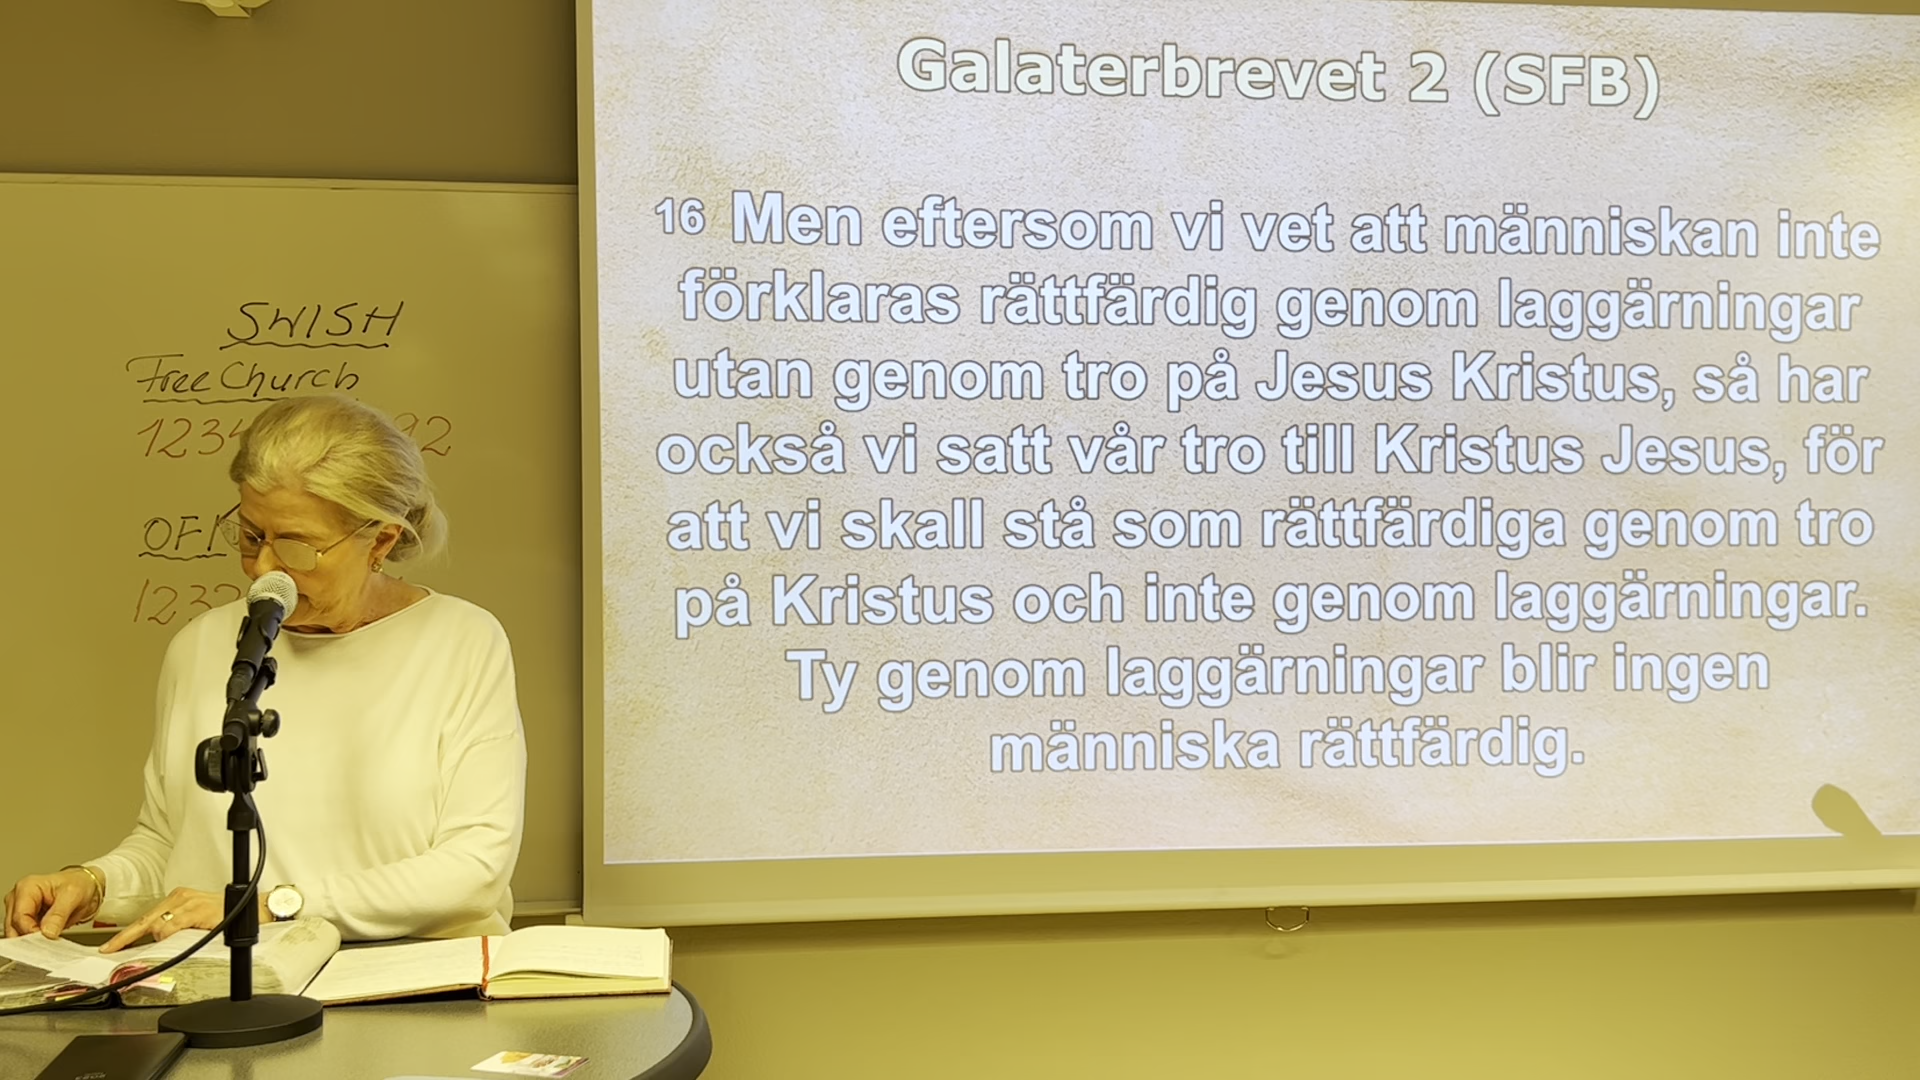 Galaterbrevet 2 (SFB)
16 Men eftersom vi vet att människan inte
förklaras rättfärdig genom laggärningar
utan genom tro på Jesus Kristus, så har
också vi satt vår tro till Kristus Jesus, för
att vi skall stå som rättfärdiga genom tro
på Kristus och inte genom laggärningar.
Ty genom laggärningar blir ingen
människa rättfärdig.
SWISH
Free Church